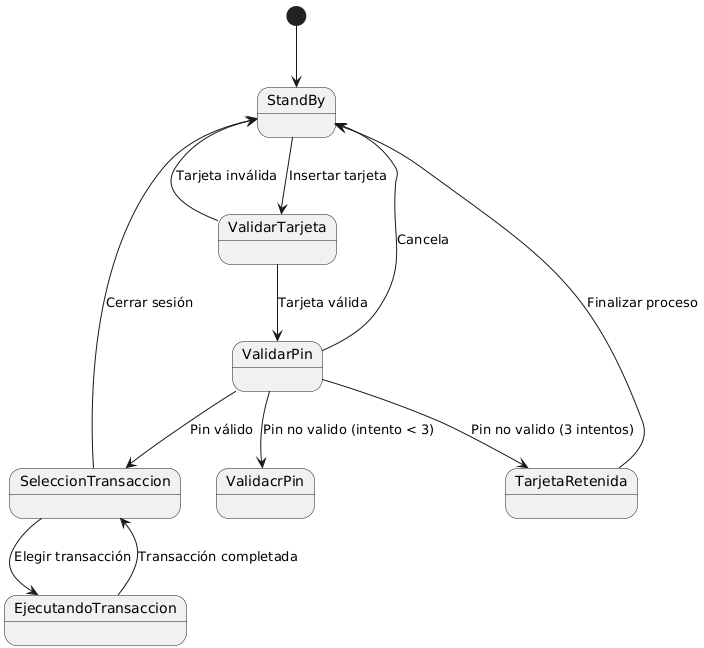 StandBy
Tarjeta inválida
Insertar tarjeta
ValidarTarjeta
Cancela
Cerrar sesión
Tarjeta válida
Finalizar proceso
ValidarPin
Pin válido
Pin no valido (intento < 3)
Pin no valido (3 intentos)
SeleccionTransaccion
ValidacrPin
TarjetaRetenida
Elegir transacción
Transacción completada
EjecutandoTransaccion